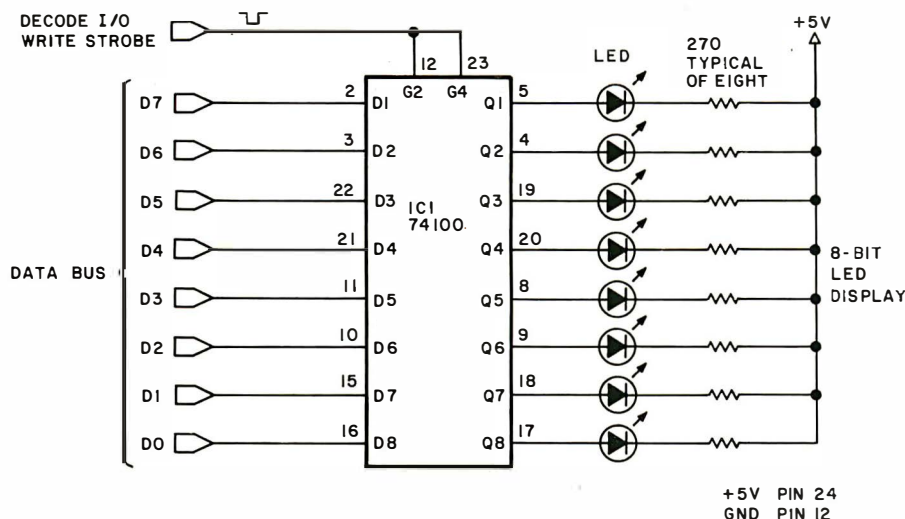 DECODE I/O
WRITE STROBE
+5V
LED
270
TYPICAL
OF EIGHT
12
23
G2
G4
D7
2
D1
Q1
5
D6
3
D2
Q2
4
D5
22
D3
Q3
19
IC1
74100
D4
21
D4
Q4
20
DATA BUS
8-BIT
LED
DISPLAY
D3
11
D5
Q5
8
D2
10
D6
Q6
9
D1
15
D7
Q7
18
D0
16
D8
Q8
17
+5V PIN 24
GND PIN 12